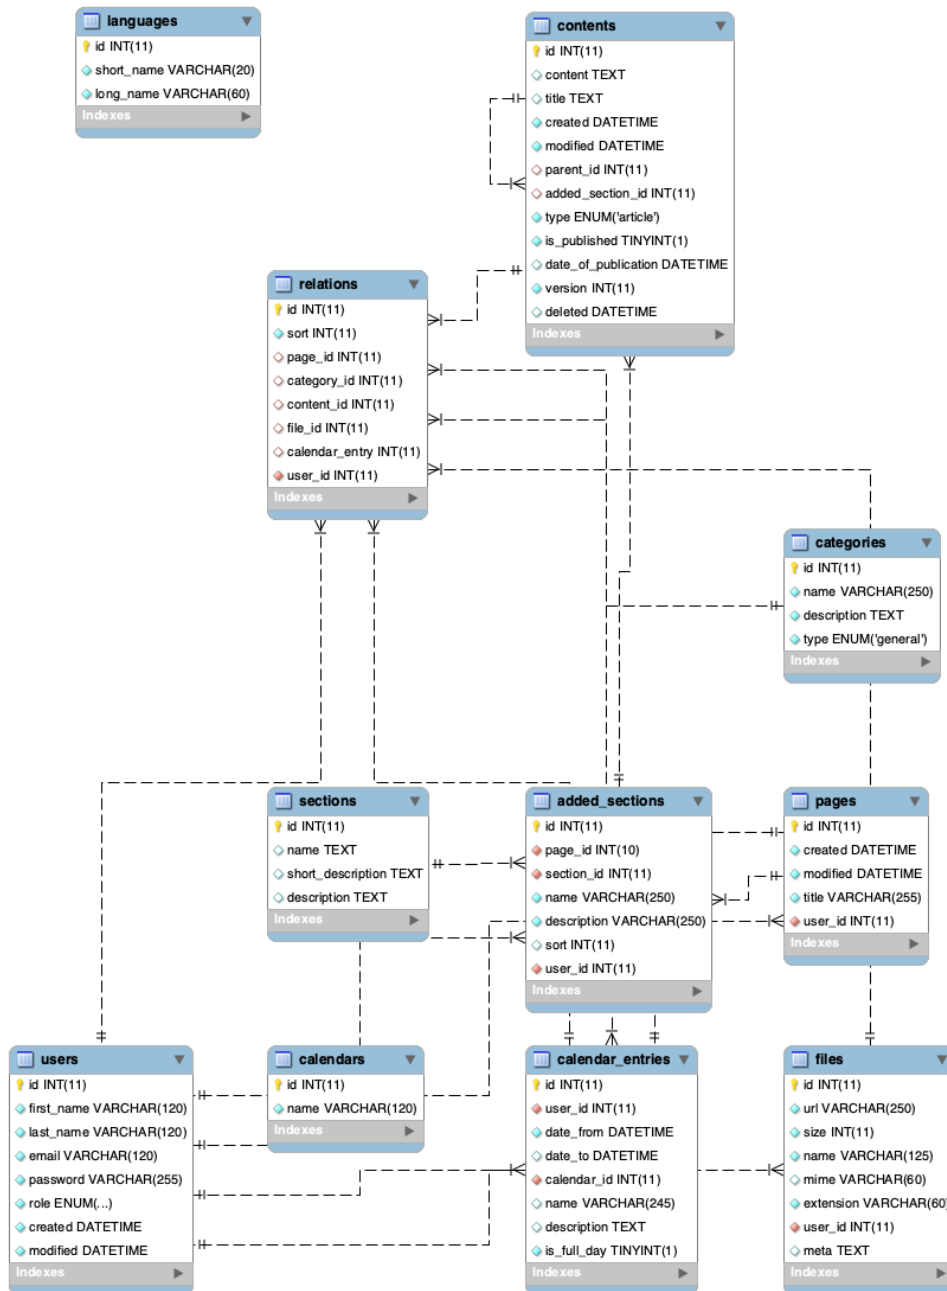 languages
id INT(11)
short_name VARCHAR(20)
long_name VARCHAR(60)
Indexes
contents
id INT(11)
content TEXT
title TEXT
created DATETIME
modified DATETIME
parent_id INT(11)
added_section_id INT(11)
type ENUM('article')
is_published TINYINT(1)
date_of_publication DATETIME
version INT(11)
deleted DATETIME
Indexes
relations
id INT(11)
sort INT(11)
page_id INT(11)
category_id INT(11)
content_id INT(11)
file_id INT(11)
calendar_entry INT(11)
user_id INT(11)
Indexes
categories
id INT(11)
name VARCHAR(250)
description TEXT
type ENUM('general')
Indexes
sections
id INT(11)
name TEXT
short_description TEXT
description TEXT
Indexes
added_sections
id INT(11)
page_id INT(10)
section_id INT(11)
name VARCHAR(250)
description VARCHAR(250)
sort INT(11)
user_id INT(11)
Indexes
pages
id INT(11)
created DATETIME
modified DATETIME
title VARCHAR(255)
user_id INT(11)
Indexes
users
id INT(11)
first_name VARCHAR(120)
last_name VARCHAR(120)
email VARCHAR(120)
password VARCHAR(255)
role ENUM(...)
created DATETIME
modified DATETIME
Indexes
calendars
id INT(11)
name VARCHAR(120)
Indexes
calendar_entries
id INT(11)
user_id INT(11)
date_from DATETIME
date_to DATETIME
calendar_id INT(11)
name VARCHAR(245)
description TEXT
is_full_day TINYINT(1)
Indexes
files
id INT(11)
url VARCHAR(250)
size INT(11)
name VARCHAR(125)
mime VARCHAR(60)
extension VARCHAR(60)
user_id INT(11)
meta TEXT
Indexes